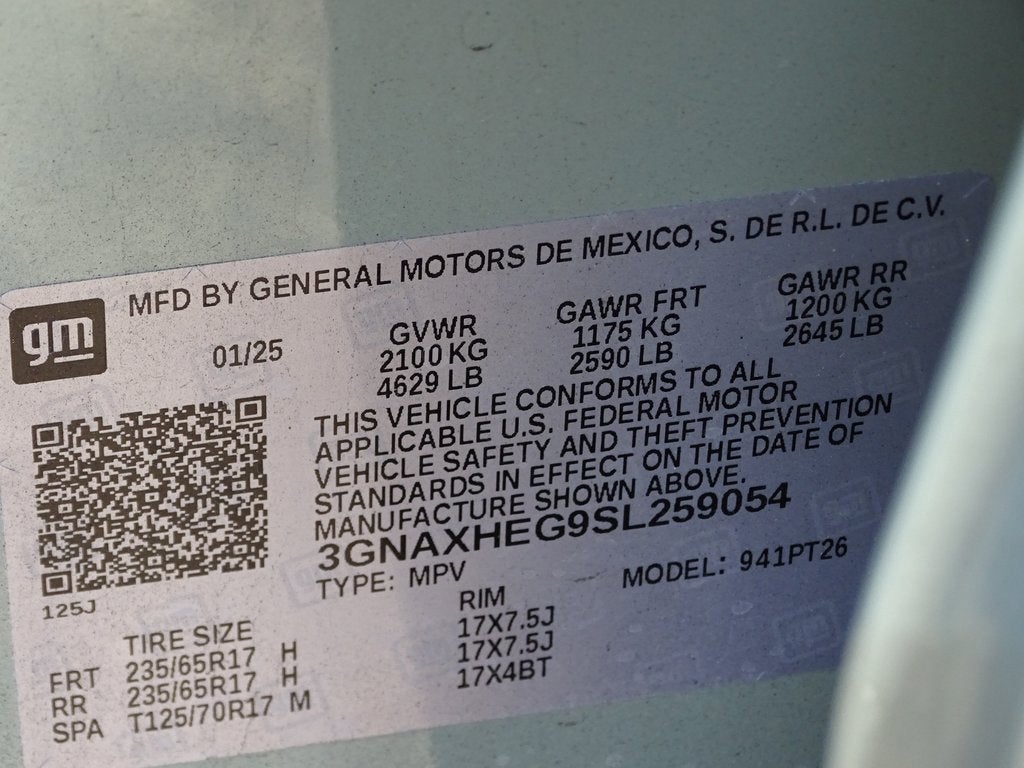 MFD BY GENERAL MOTORS DE MEXICO, S. DE R.L. DE C.V.
gm
01/25
GVWR
2100 KG
4629 LB
GAWR FRT
1175 KG
2590 LB
GAWR RR
1200 KG
2645 LB
THIS VEHICLE CONFORMS TO ALL
APPLICABLE U.S. FEDERAL MOTOR
VEHICLE SAFETY AND THEFT PREVENTION
STANDARDS IN EFFECT ON THE DATE OF
MANUFACTURE SHOWN ABOVE.
3GNAXHEG9SL259054
TYPE: MPV MODEL: 941PT26
125J
TIRE SIZE RIM
FRT 235/65R17 H 17X7.5J
RR 235/65R17 H 17X7.5J
SPA T125/70R17 M 17X4BT